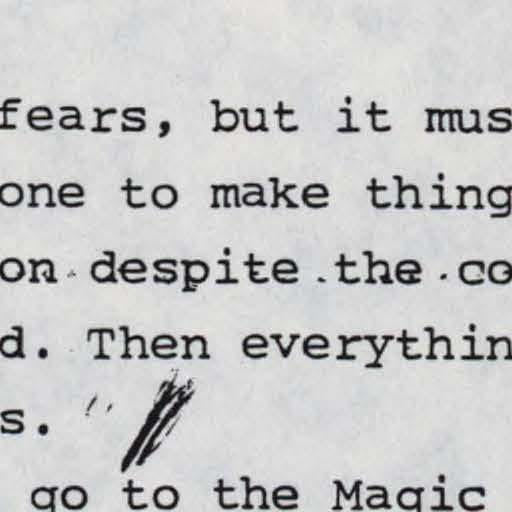 fears, but it mus
one to make thing
on despite the co
d. Then everythin
s.
go to the Magic